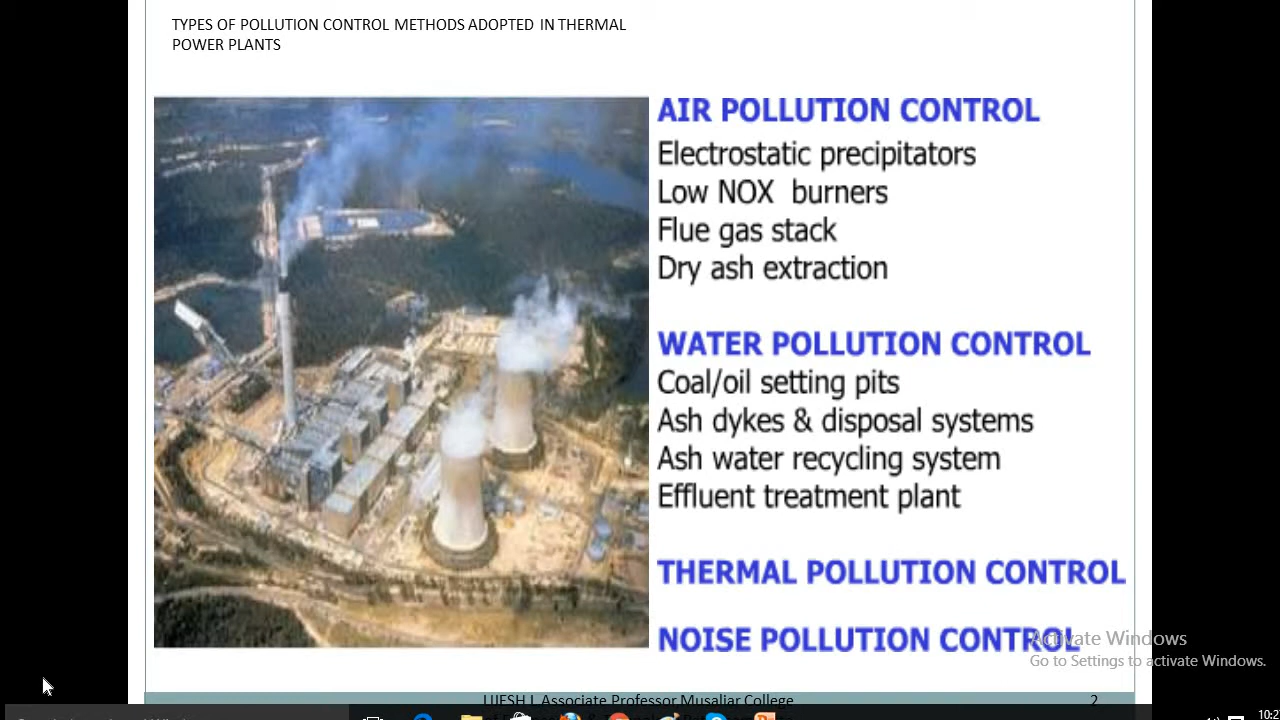 TYPES OF POLLUTION CONTROL METHODS ADOPTED IN THERMAL
POWER PLANTS
AIR POLLUTION CONTROL
Electrostatic precipitators
Low NOX burners
Flue gas stack
Dry ash extraction
WATER POLLUTION CONTROL
Coal/oil setting pits
Ash dykes & disposal systems
Ash water recycling system
Effluent treatment plant
THERMAL POLLUTION CONTROL
NOISE POLLUTION CONTROL
Activate Windows
Go to Settings to activate Windows.
Associate Professor Musaliar College
2